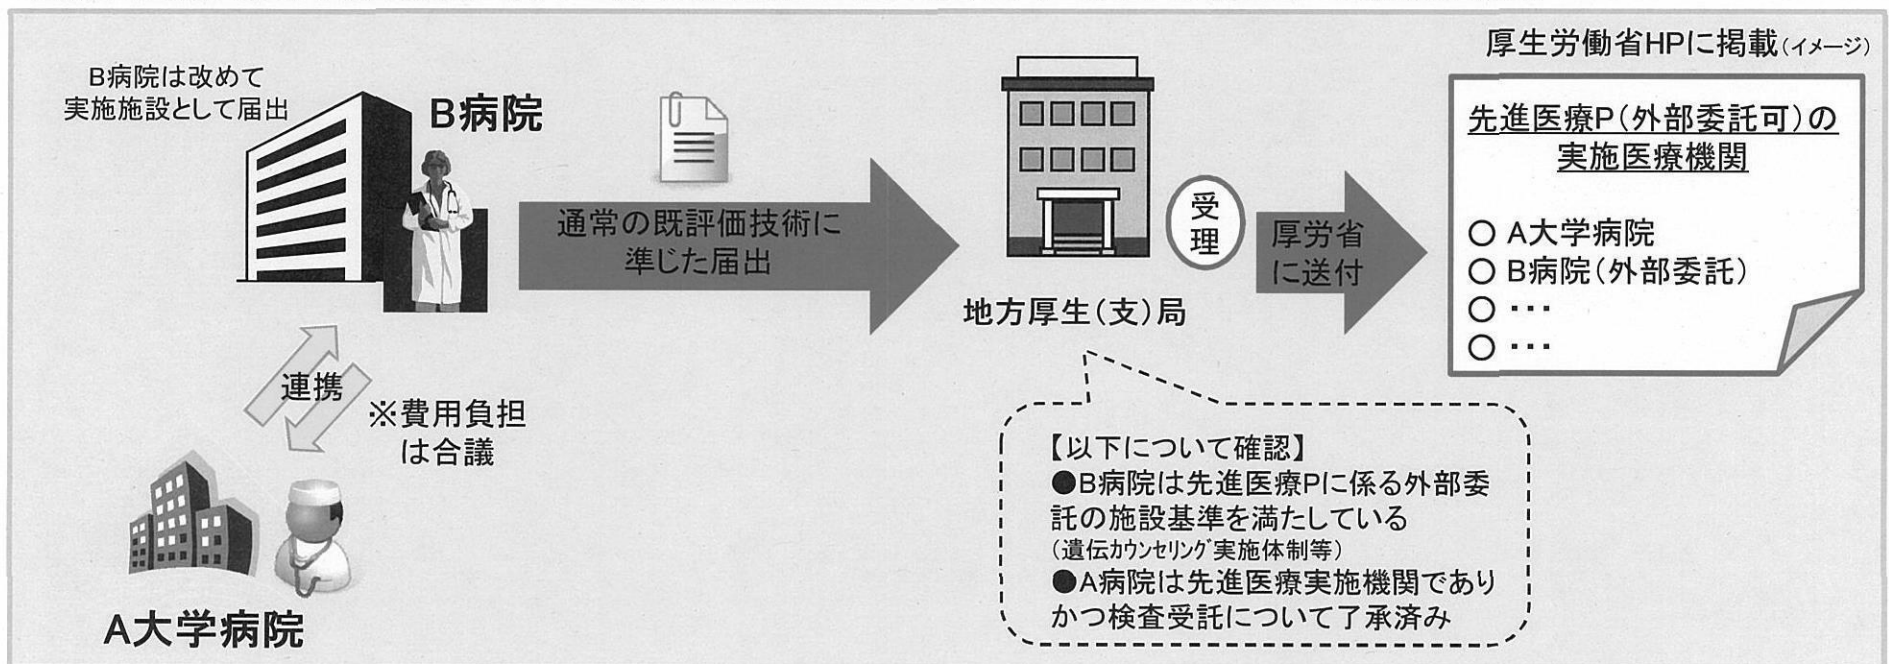 B病院は改めて
実施施設として届出
B病院
通常の既評価技術に
準じた届出
連携
※費用負担
は合議
A大学病院
地方厚生(支)局
受
理
厚労省
に送付
【以下について確認】
●B病院は先進医療Pに係る外部委
託の施設基準を満たしている
(遺伝カウンセリング実施体制等)
●A病院は先進医療実施機関であり
かつ検査受託について了承済み
厚生労働省HPに掲載(イメージ)
先進医療P(外部委託可)の
実施医療機関
○ A大学病院
○ B病院(外部委託)
○ ・・・
○ ・・・